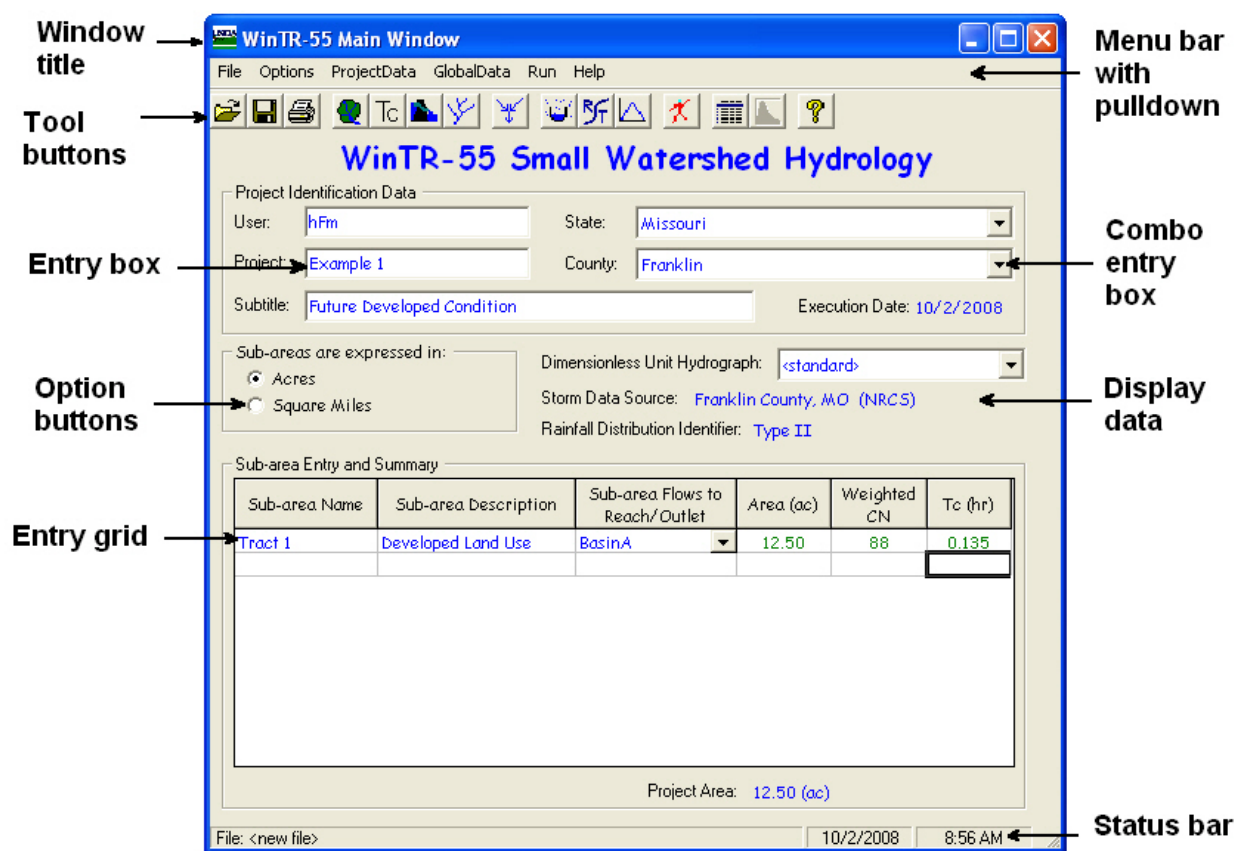 Window title
WinTR-55 Main Window
Menu bar with pulldown
File Options ProjectData GlobalData Run Help
Tool buttons
Tc
RF
T
?
WinTR-55 Small Watershed Hydrology
Project Identification Data
User: hFm
State: Missouri
Entry box
Project: Example 1
County: Franklin
Combo entry box
Subtitle: Future Developed Condition
Execution Date: 10/2/2008
Sub-areas are expressed in:
Acres
Square Miles
Option buttons
Dimensionless Unit Hydrograph: <standard>
Storm Data Source: Franklin County, MO (NRCS)
Rainfall Distribution Identifier: Type II
Display data
Sub-area Entry and Summary
Sub-area Name Sub-area Description Sub-area Flows to Reach/Outlet Area (ac) Weighted CN Tc (hr)
Entry grid
Tract 1 Developed Land Use BasinA 12.50 88 0.135
Project Area: 12.50 (ac)
File: <new file> 10/2/2008 8:56 AM
Status bar